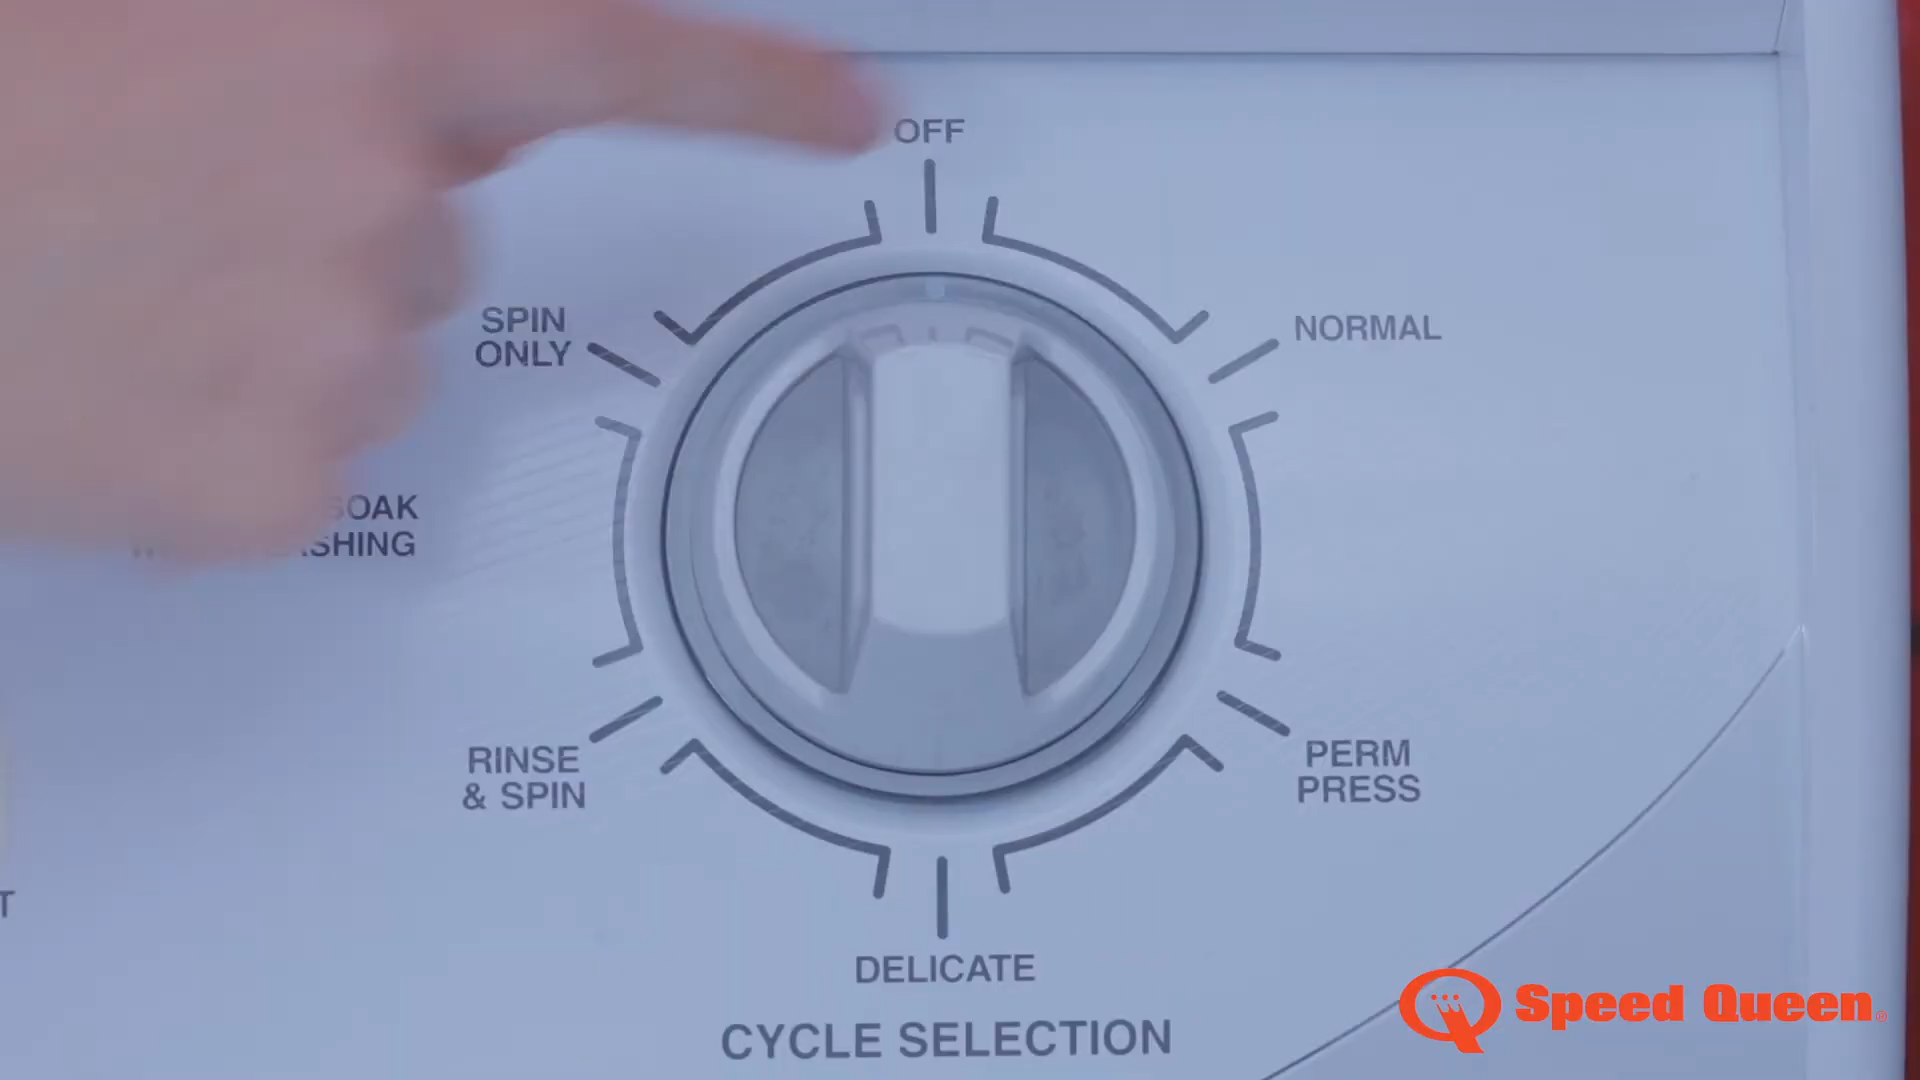 OFF
SPIN
ONLY
NORMAL
SOAK
RINSE
& SPIN
PERM
PRESS
T
DELICATE
CYCLE SELECTION
Speed Queen®